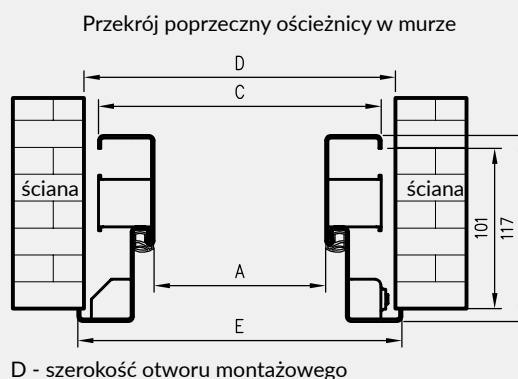 Przekrój poprzeczny ościeżnicy w murze
D
C
ściana
ściana
101
117
A
E
D - szerokość otworu montażowego